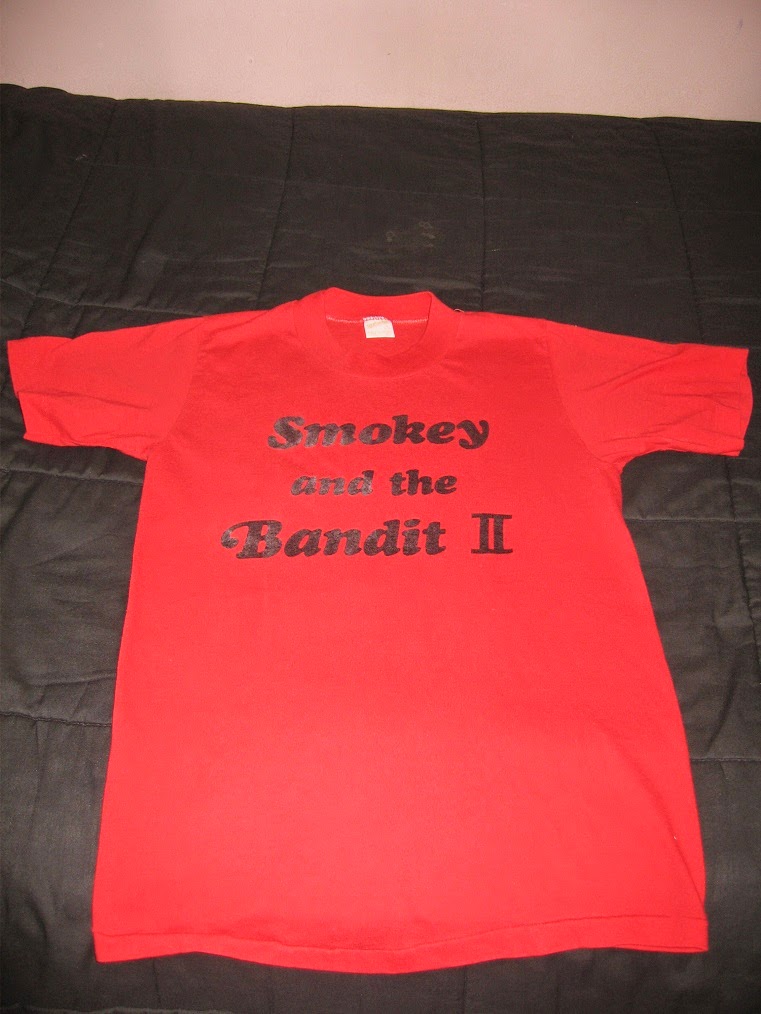 Smokey
and the
Bandit II